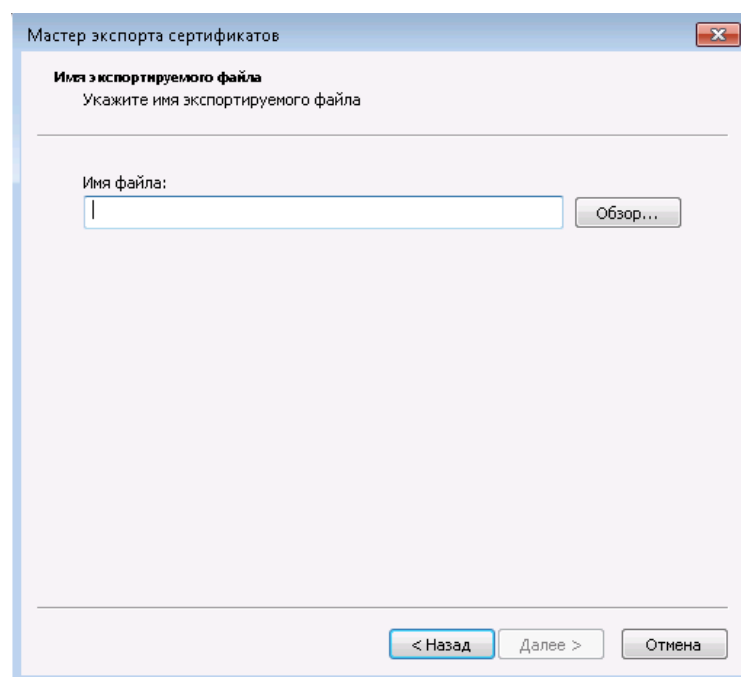 Мастер экспорта сертификатов
Имя экспортируемого файла
Укажите имя экспортируемого файла
Имя файла:
Обзор...
< Назад
Далее >
Отмена